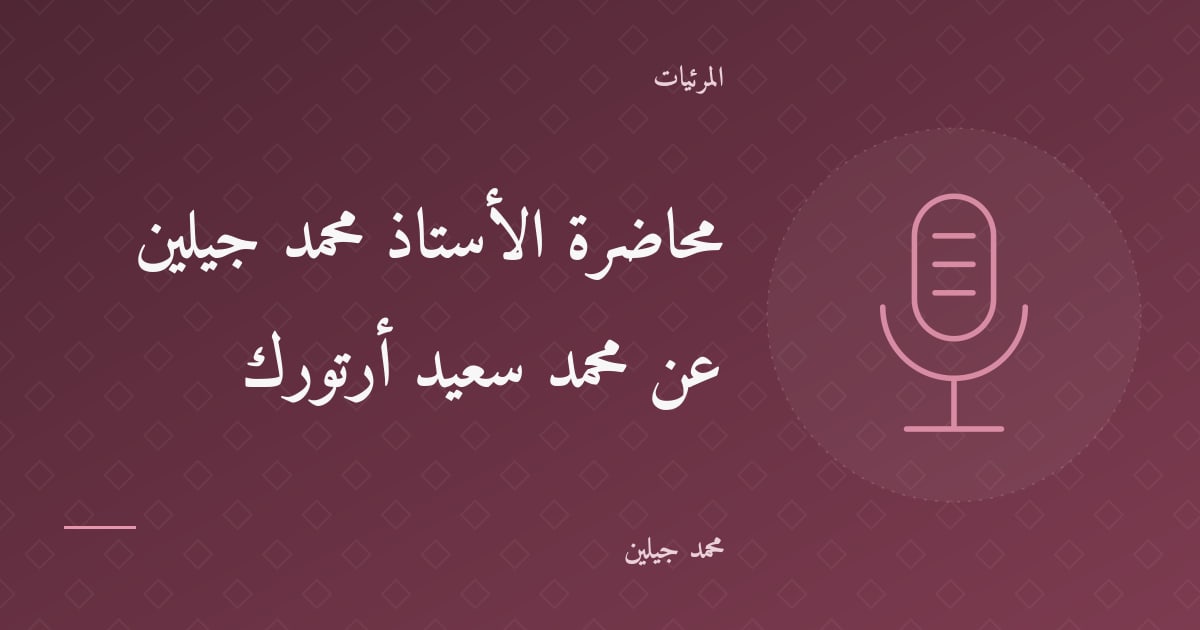 المرئيات
محاضرة الأستاذ محمد جيلين
عن محمد سعيد أرتورك
محمد جيلين